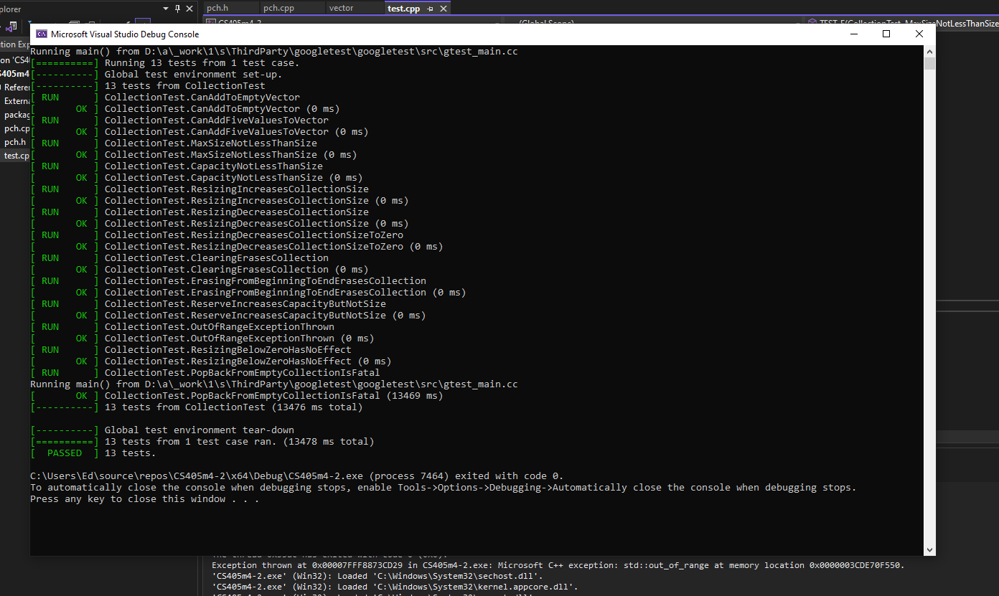 plorer
pch.h pch.cpp vector test.cpp
CS405m4-2 (Global Scope) TEST_F(CollectionTest, MaxSizeNotLessThanSize
Microsoft Visual Studio Debug Console
ution Exp
on 'CS4
S405m4
Referen
Externa
packag
pch.cp
pch.h
test.cp
Running main() from D:\a\_work\1\s\ThirdParty\googletest\googletest\src\gtest_main.cc
[==========] Running 13 tests from 1 test case.
[----------] Global test environment set-up.
[----------] 13 tests from CollectionTest
[ RUN      ] CollectionTest.CanAddToEmptyVector
[       OK ] CollectionTest.CanAddToEmptyVector (0 ms)
[ RUN      ] CollectionTest.CanAddFiveValuesToVector
[       OK ] CollectionTest.CanAddFiveValuesToVector (0 ms)
[ RUN      ] CollectionTest.MaxSizeNotLessThanSize
[       OK ] CollectionTest.MaxSizeNotLessThanSize (0 ms)
[ RUN      ] CollectionTest.CapacityNotLessThanSize
[       OK ] CollectionTest.CapacityNotLessThanSize (0 ms)
[ RUN      ] CollectionTest.ResizingIncreasesCollectionSize
[       OK ] CollectionTest.ResizingIncreasesCollectionSize (0 ms)
[ RUN      ] CollectionTest.ResizingDecreasesCollectionSize
[       OK ] CollectionTest.ResizingDecreasesCollectionSize (0 ms)
[ RUN      ] CollectionTest.ResizingDecreasesCollectionSizeToZero
[       OK ] CollectionTest.ResizingDecreasesCollectionSizeToZero (0 ms)
[ RUN      ] CollectionTest.ClearingErasesCollection
[       OK ] CollectionTest.ClearingErasesCollection (0 ms)
[ RUN      ] CollectionTest.ErasingFromBeginningToEndErasesCollection
[       OK ] CollectionTest.ErasingFromBeginningToEndErasesCollection (0 ms)
[ RUN      ] CollectionTest.ReserveIncreasesCapacityButNotSize
[       OK ] CollectionTest.ReserveIncreasesCapacityButNotSize (0 ms)
[ RUN      ] CollectionTest.OutOfRangeExceptionThrown
[       OK ] CollectionTest.OutOfRangeExceptionThrown (0 ms)
[ RUN      ] CollectionTest.ResizingBelowZeroHasNoEffect
[       OK ] CollectionTest.ResizingBelowZeroHasNoEffect (0 ms)
[ RUN      ] CollectionTest.PopBackFromEmptyCollectionIsFatal
Running main() from D:\a\_work\1\s\ThirdParty\googletest\googletest\src\gtest_main.cc
[       OK ] CollectionTest.PopBackFromEmptyCollectionIsFatal (13469 ms)
[----------] 13 tests from CollectionTest (13476 ms total)
[----------] Global test environment tear-down
[==========] 13 tests from 1 test case ran. (13478 ms total)
[  PASSED  ] 13 tests.
C:\Users\Ed\source\repos\CS405m4-2\x64\Debug\CS405m4-2.exe (process 7464) exited with code 0.
To automatically close the console when debugging stops, enable Tools->Options->Debugging->Automatically close the console when debugging stops.
Press any key to close this window . . .
Exception thrown at 0x00007FFF8873CD29 in CS405m4-2.exe: Microsoft C++ exception: std::out_of_range at memory location 0x0000003CDE70F550.
'CS405m4-2.exe' (Win32): Loaded 'C:\Windows\System32\sechost.dll'.
'CS405m4-2.exe' (Win32): Loaded 'C:\Windows\System32\kernel.appcore.dll'.